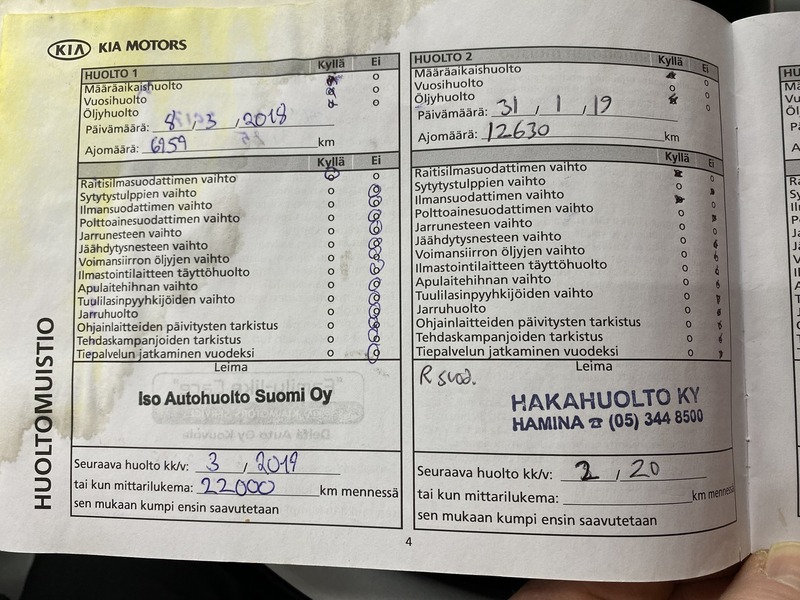 KIA KIA MOTORS
HUOLTO 1 Kyllä Ei
Määräaikaishuolto
Vuosihuolto
Öljyhuolto
Päivämäärä: 8 , 3 , 2018
Ajomäärä: 6959 km
Kyllä Ei
Raitisilmasuodattimen vaihto
Sytytystulppien vaihto
Ilmansuodattimen vaihto
Polttoainesuodattimen vaihto
Jarrunesteen vaihto
Jäähdytysnesteen vaihto
Voimansiirron öljyjen vaihto
Ilmastointilaitteen täyttöhuolto
Apulaitehihnan vaihto
Tuulilasinpyyhkijöiden vaihto
Jarruhuolto
Ohjainlaitteiden päivitysten tarkistus
Tehdaskampanjoiden tarkistus
Tiepalvelun jatkaminen vuodeksi
Leima
Iso Autohuolto Suomi Oy
Seuraava huolto kk/v: 3 , 2019
tai kun mittarilukema: 22000 km mennessä
sen mukaan kumpi ensin saavutetaan
HUOLTO 2 Kyllä Ei
Määräaikaishuolto
Vuosihuolto
Öljyhuolto
Päivämäärä: 31 , 1 , 19
Ajomäärä: 12630 km
Kyllä Ei
Raitisilmasuodattimen vaihto
Sytytystulppien vaihto
Ilmansuodattimen vaihto
Polttoainesuodattimen vaihto
Jarrunesteen vaihto
Jäähdytysnesteen vaihto
Voimansiirron öljyjen vaihto
Ilmastointilaitteen täyttöhuolto
Apulaitehihnan vaihto
Tuulilasinpyyhkijöiden vaihto
Jarruhuolto
Ohjainlaitteiden päivitysten tarkistus
Tehdaskampanjoiden tarkistus
Tiepalvelun jatkaminen vuodeksi
Leima
R suod.
HAKAHUOLTO KY
HAMINA ☎ (05) 344 8500
Seuraava huolto kk/v: 2 , 20
tai kun mittarilukema: km mennessä
sen mukaan kumpi ensin saavutetaan
HUOLTOMUISTIO
4